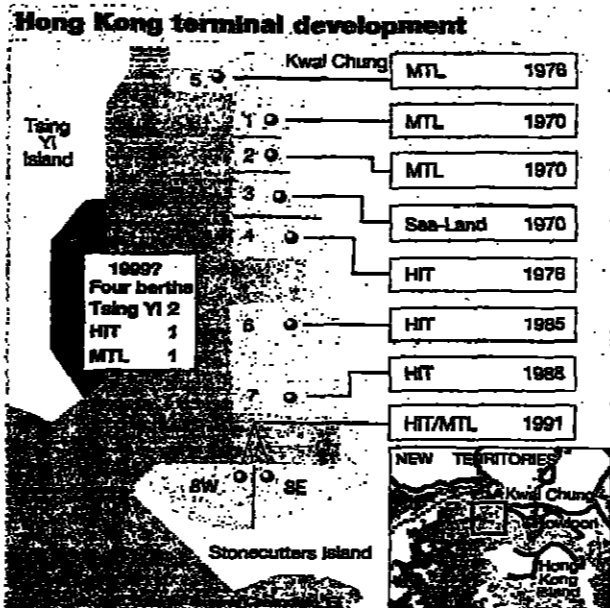 Hong Kong terminal development
Kwai Chung
5
MTL 1976
Tsing
Yi
Island
1
MTL 1970
2
MTL 1970
3
Sea-Land 1970
4
HIT 1976
1999?
Four berths
Tsing Yi 2
HIT 1
MTL 1
6
HIT 1985
7
HIT 1988
HIT/MTL 1991
SW
SE
Stonecutters Island
NEW TERRITORIES
Kwai Chung
Kowloon
Hong
Kong
Island